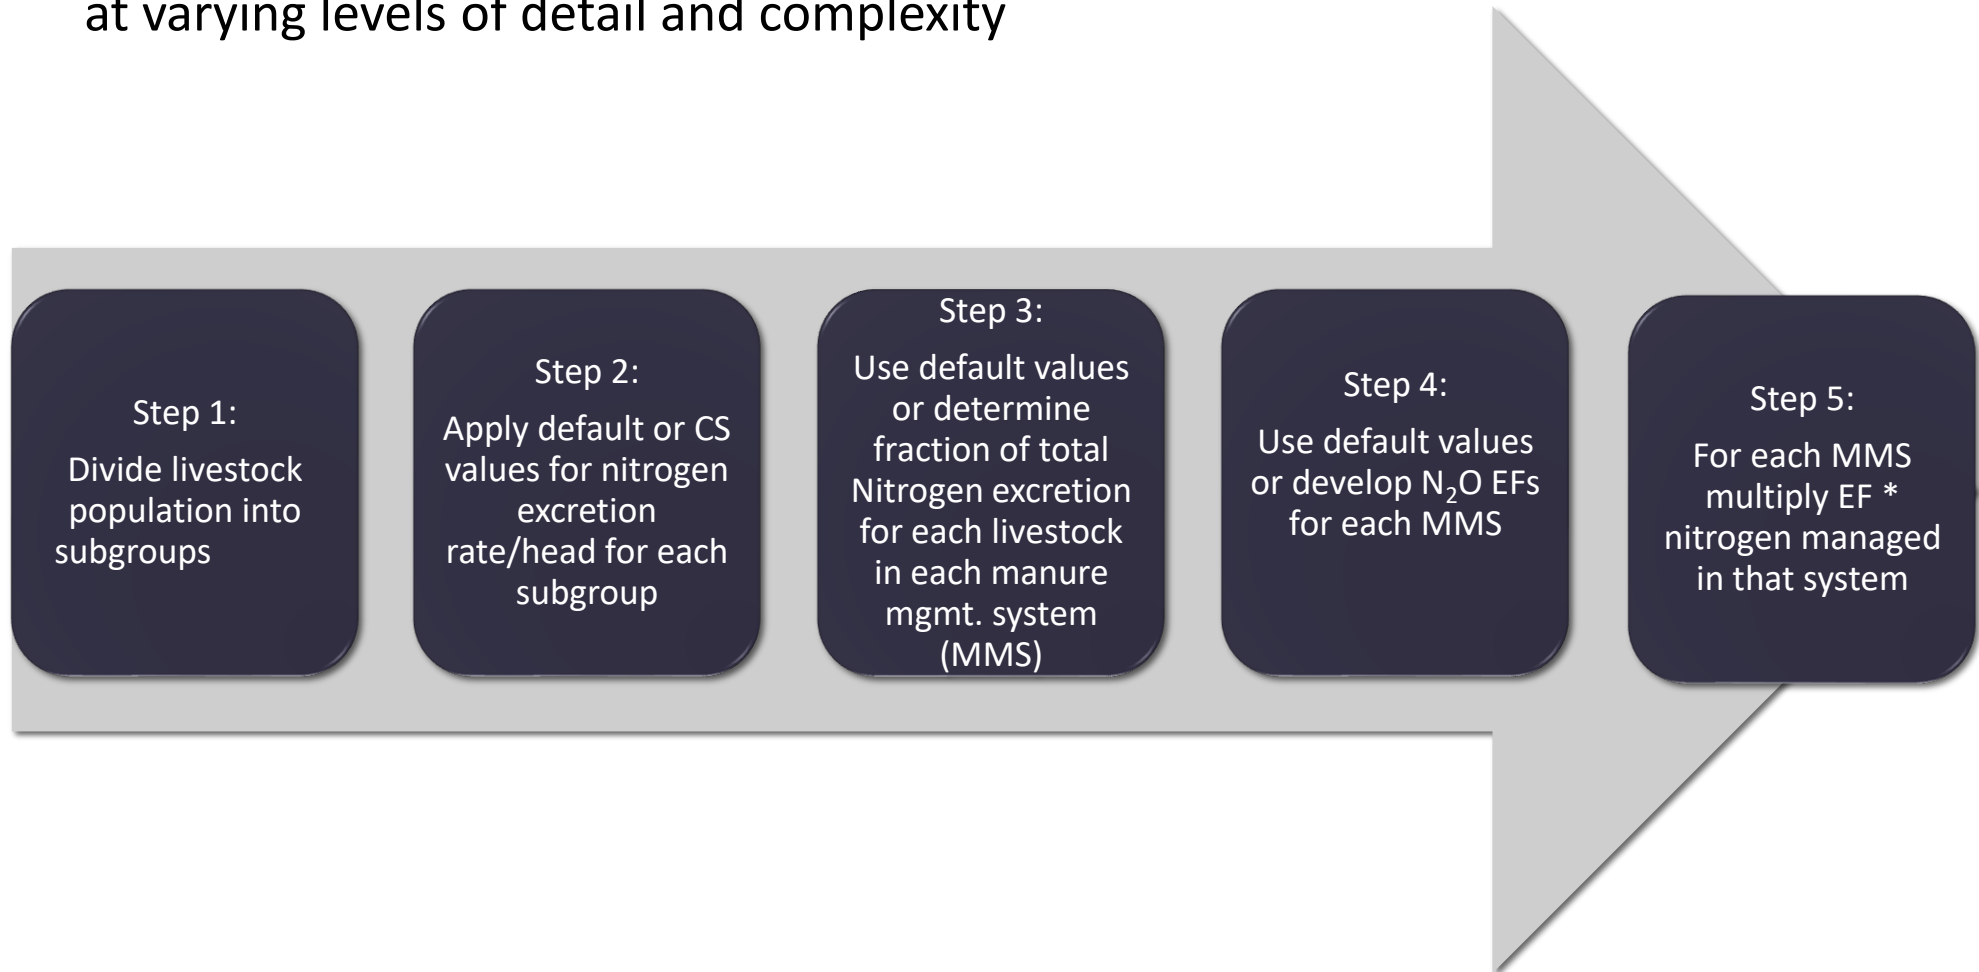 at varying levels of detail and complexity
Step 1:
Divide livestock
population into
subgroups
Step 2:
Apply default or CS
values for nitrogen
excretion
rate/head for each
subgroup
Step 3:
Use default values
or determine
fraction of total
Nitrogen excretion
for each livestock
in each manure
mgmt. system
(MMS)
Step 4:
Use default values
or develop N₂O EFs
for each MMS
Step 5:
For each MMS
multiply EF *
nitrogen managed
in that system